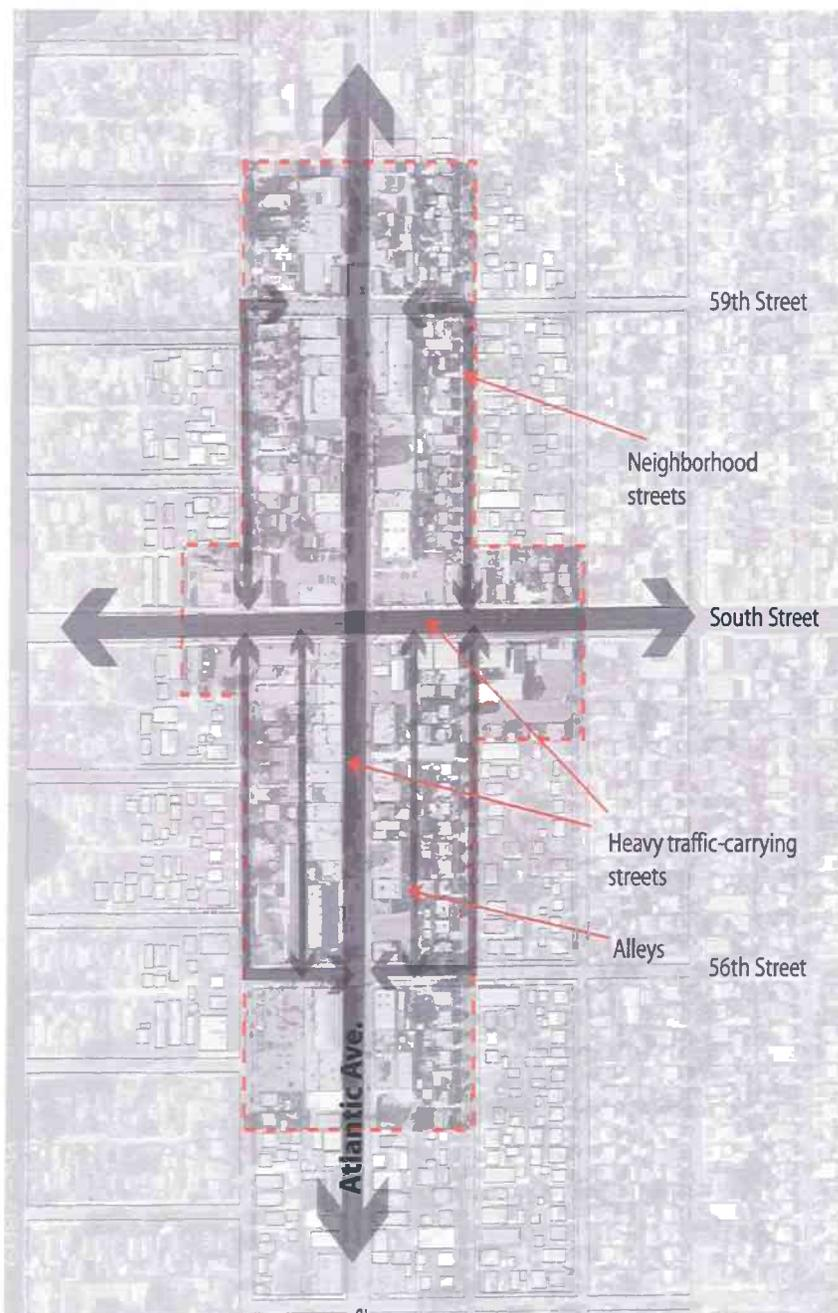 59th Street
Neighborhood
streets
South Street
Heavy traffic-carrying
streets
Alleys
56th Street
Atlantic Ave.